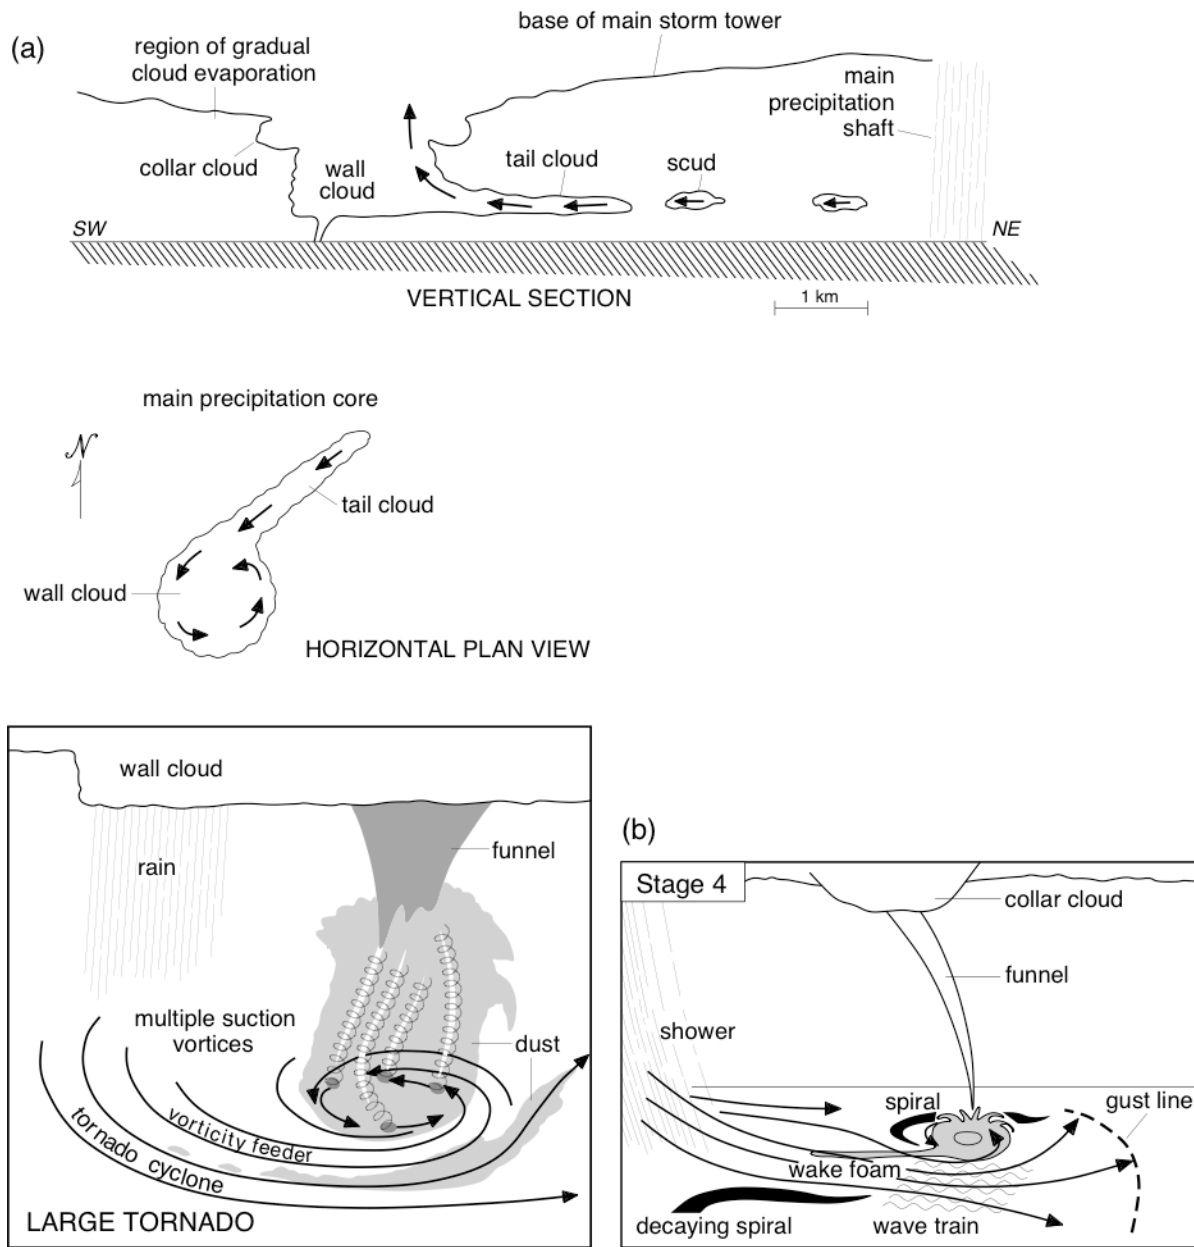 (a)
base of main storm tower
region of gradual
cloud evaporation
main
precipitation
shaft
collar cloud
wall
cloud
tail cloud
scud
SW
NE
VERTICAL SECTION
1 km
main precipitation core
N
tail cloud
wall cloud
HORIZONTAL PLAN VIEW
wall cloud
funnel
rain
multiple suction
vortices
dust
vorticity feeder
tornado cyclone
LARGE TORNADO
(b)
Stage 4
collar cloud
funnel
shower
spiral
gust line
wake foam
decaying spiral
wave train